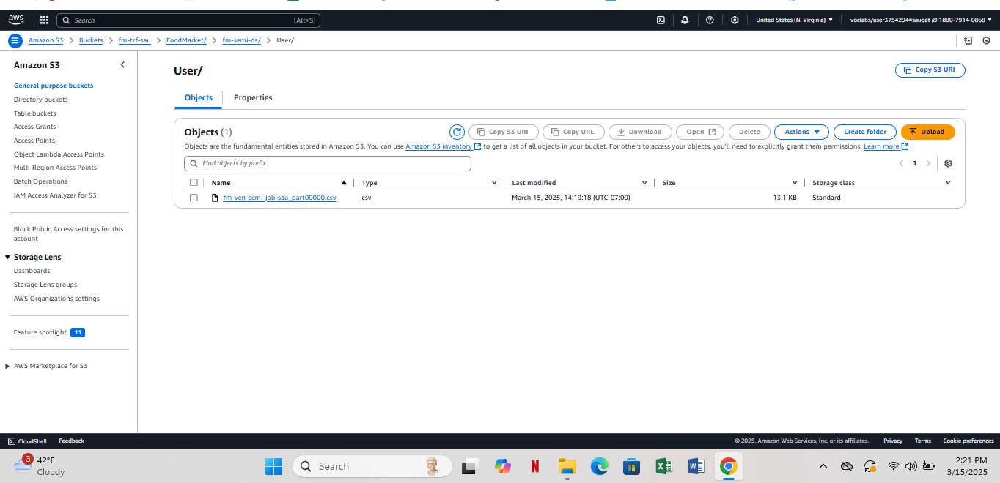 aws
Search [Alt+S]
United States (N. Virginia) voclabs/user3754294=saugat @ 1880-7914-0868
Amazon S3 > Buckets > fm-trf-sau > FoodMarket/ > fm-semi-ds/ > User/
Amazon S3
General purpose buckets
Directory buckets
Table buckets
Access Grants
Access Points
Object Lambda Access Points
Multi-Region Access Points
Batch Operations
IAM Access Analyzer for S3
Block Public Access settings for this
account
Storage Lens
Dashboards
Storage Lens groups
AWS Organizations settings
Feature spotlight 11
AWS Marketplace for S3
User/
Copy S3 URI
Objects Properties
Objects (1)
Copy S3 URI Copy URL Download Open Delete Actions Create folder Upload
Objects are the fundamental entities stored in Amazon S3. You can use Amazon S3 inventory to get a list of all objects in your bucket. For others to access your objects, you'll need to explicitly grant them permissions. Learn more
Find objects by prefix
1
Name Type Last modified Size Storage class
fm-ven-semi-job-sau_part00000.csv csv March 15, 2025, 14:19:18 (UTC-07:00) 13.1 KB Standard
CloudShell Feedback © 2025, Amazon Web Services, Inc. or its affiliates. Privacy Terms Cookie preferences
3
42°F
Cloudy
Search
N
X
W
2:21 PM
3/15/2025